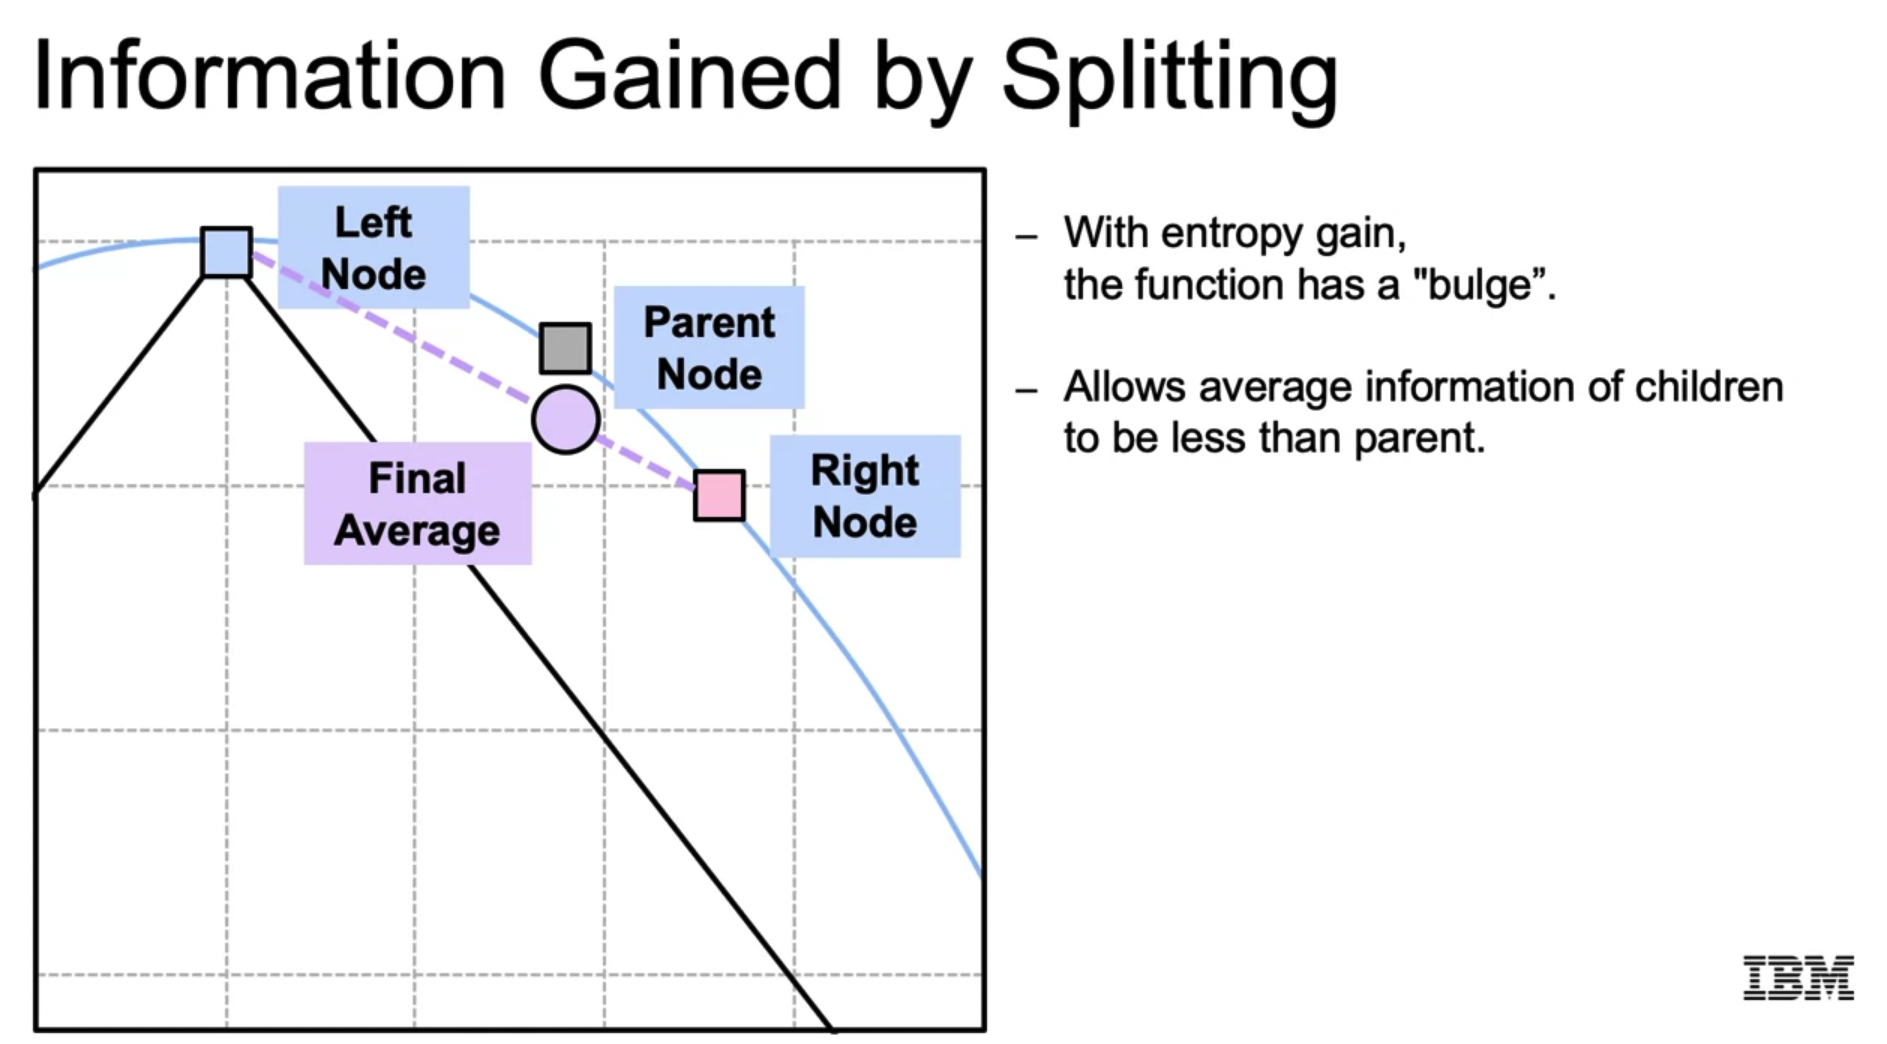 Information Gained by Splitting
Left
Node
Parent
Node
Final
Average
Right
Node
– With entropy gain,
the function has a "bulge”.
– Allows average information of children
to be less than parent.
IBM